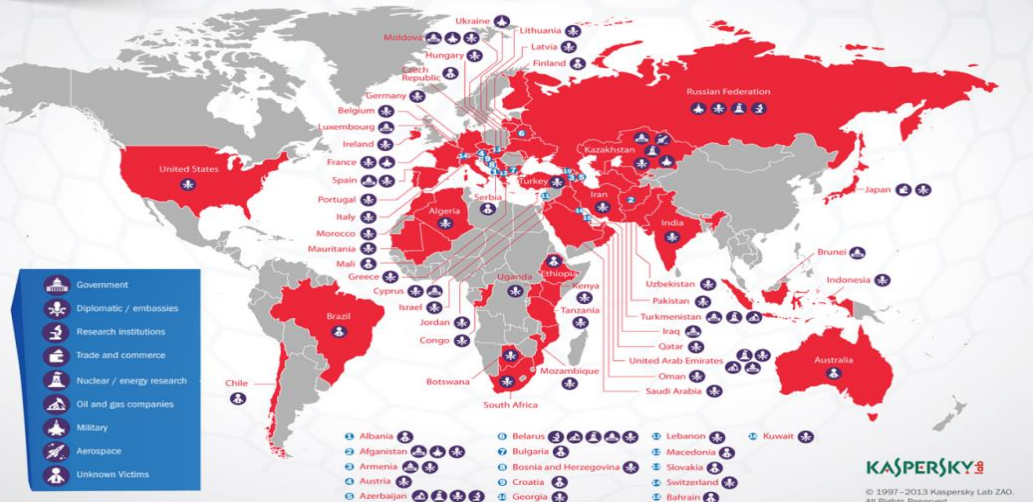 Ukraine
Moldova
Lithuania
Hungary
Latvia
Czech
Republic
Finland
Germany
Belgium
Luxembourg
Ireland
France
Spain
Portugal
Italy
Morocco
Mauritania
Mali
Greece
Cyprus
Israel
Jordan
Congo
United States
Russian Federation
Kazakhstan
Japan
Turkey
Iran
Serbia
Algeria
India
Brunei
Indonesia
Uganda
Ethiopia
Kenya
Tanzania
Uzbekistan
Pakistan
Turkmenistan
Iraq
Qatar
United Arab Emirates
Oman
Saudi Arabia
Mozambique
Botswana
South Africa
Australia
Brazil
Chile
Government
Diplomatic / embassies
Research institutions
Trade and commerce
Nuclear / energy research
Oil and gas companies
Military
Aerospace
Unknown Victims
1 Albania
2 Afganistan
3 Armenia
4 Austria
5 Azerbaijan
6 Belarus
7 Bulgaria
8 Bosnia and Herzegovina
9 Croatia
10 Georgia
11 Lebanon
12 Macedonia
13 Slovakia
14 Switzerland
15 Bahrain
16 Kuwait
KASPERSKY lab
© 1997–2013 Kaspersky Lab ZAO.
All Rights Reserved.